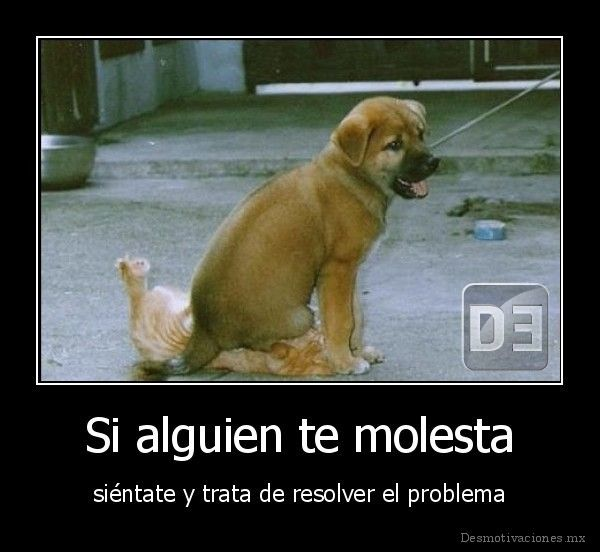 DE
Si alguien te molesta
siéntate y trata de resolver el problema
Desmotivaciones.mx